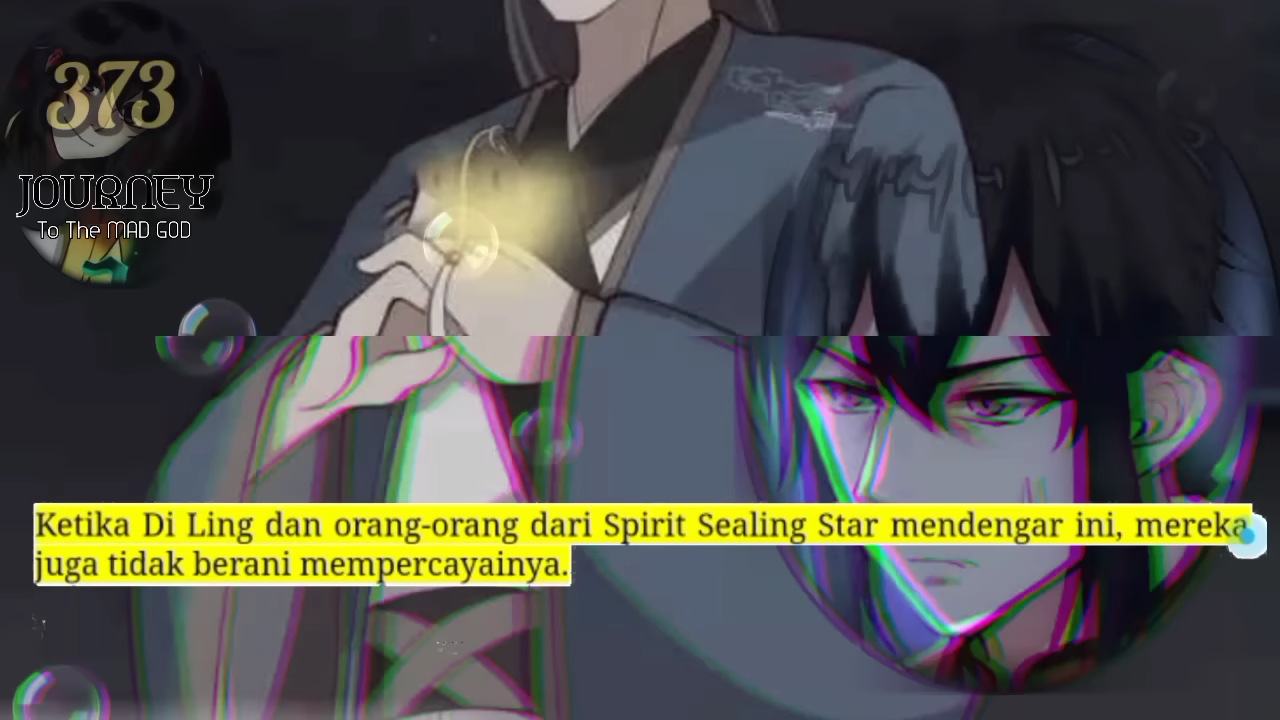 373
JOURNEY
To The MAD GOD
Ketika Di Ling dan orang-orang dari Spirit Sealing Star mendengar ini, mereka
juga tidak berani mempercayainya.